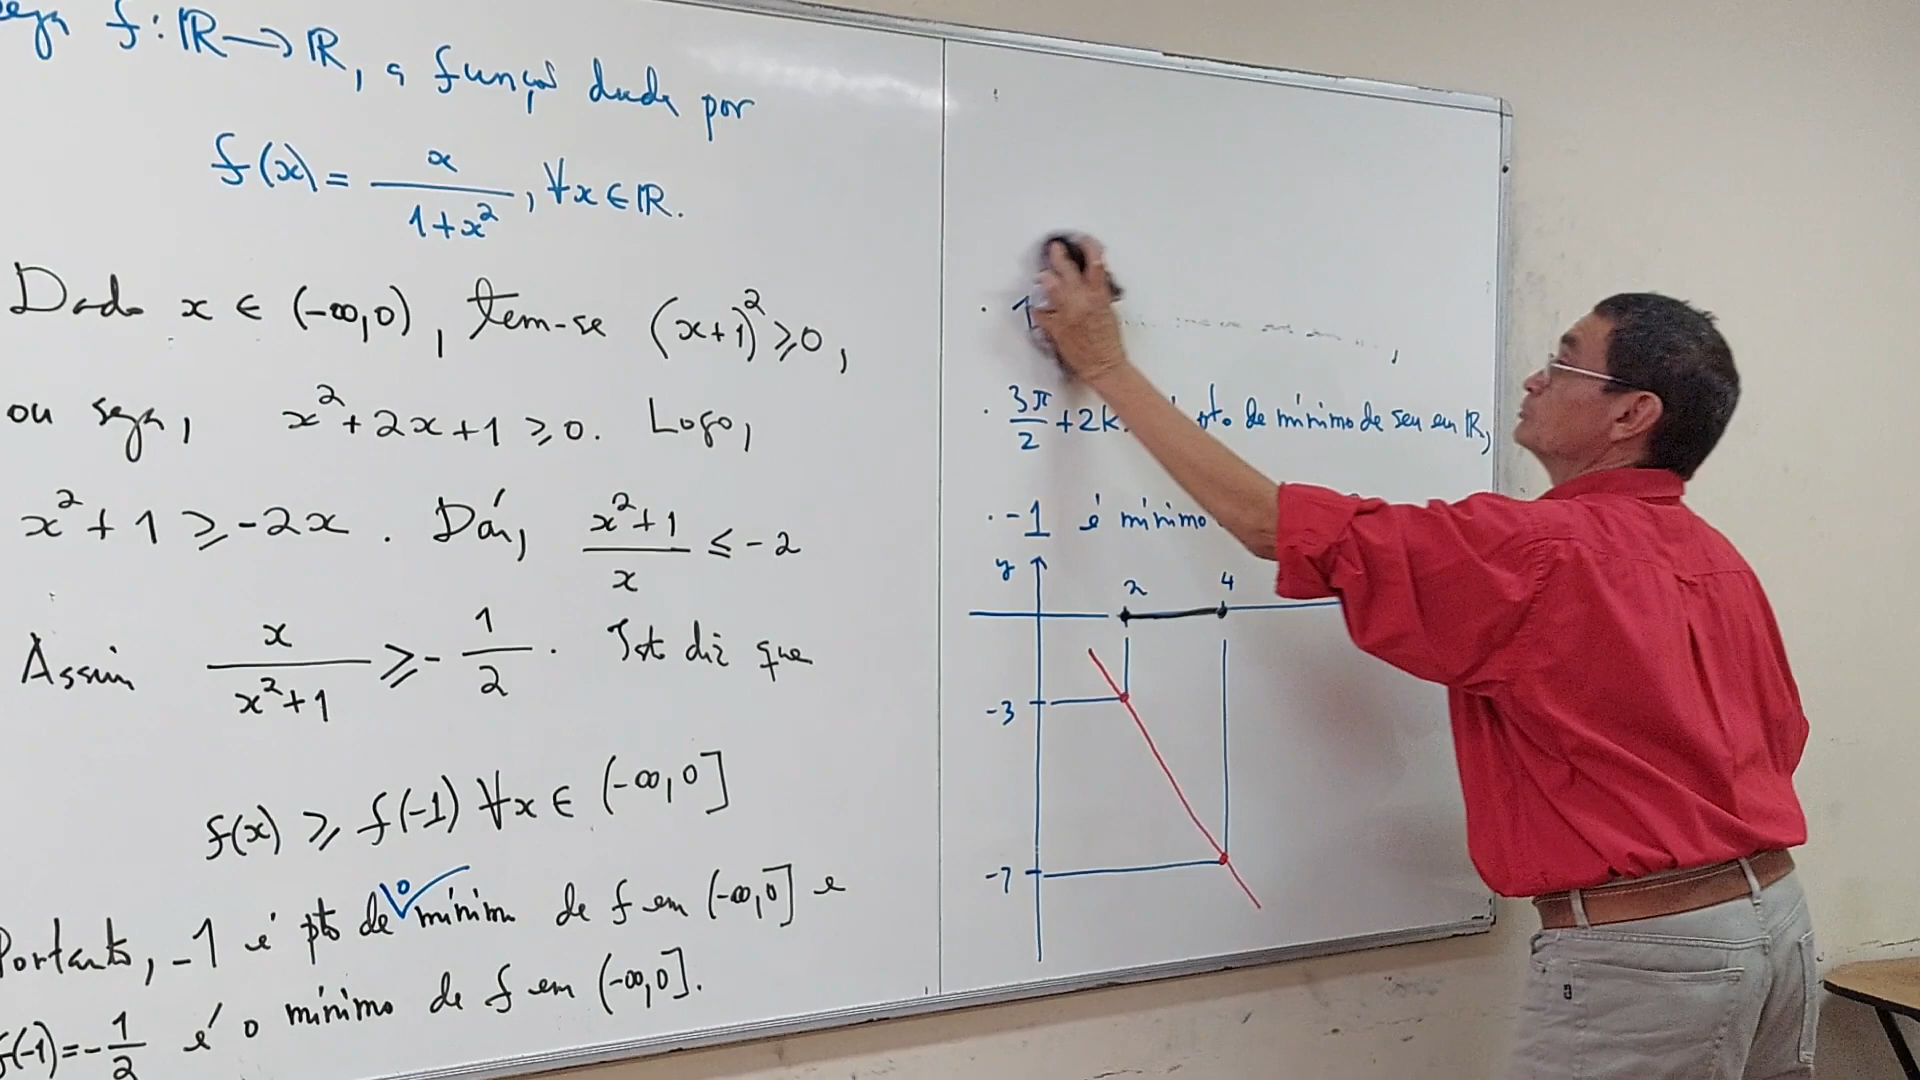 f: ℝ → ℝ, a função dada por
f(x) = x/(1+x²), ∀x ∈ ℝ.
Dado x ∈ (-∞,0), tem-se (x+1)² ≥ 0,
ou seja, x²+2x+1 ≥ 0. Logo,
x²+1 ≥ -2x. Daí, (x²+1)/x ≤ -2
Assim x/(x²+1) ≥ -1/2. Isto diz que
f(x) ≥ f(-1) ∀x ∈ (-∞,0]
Portanto, -1 é pto de o mínimo de f em (-∞,0] e
f(-1) = -1/2 é o mínimo de f em (-∞,0].
· 1
· 3π/2 + 2k pto de mínimo de sen em ℝ,
· -1 é mínimo
y 2 4
-3
-7